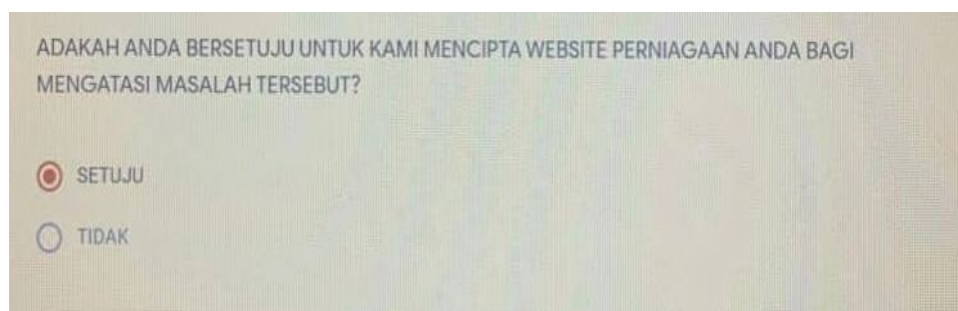 ADAKAH ANDA BERSETUJU UNTUK KAMI MENCIPTA WEBSITE PERNIAGAAN ANDA BAGI
MENGATASI MASALAH TERSEBUT?
SETUJU
TIDAK